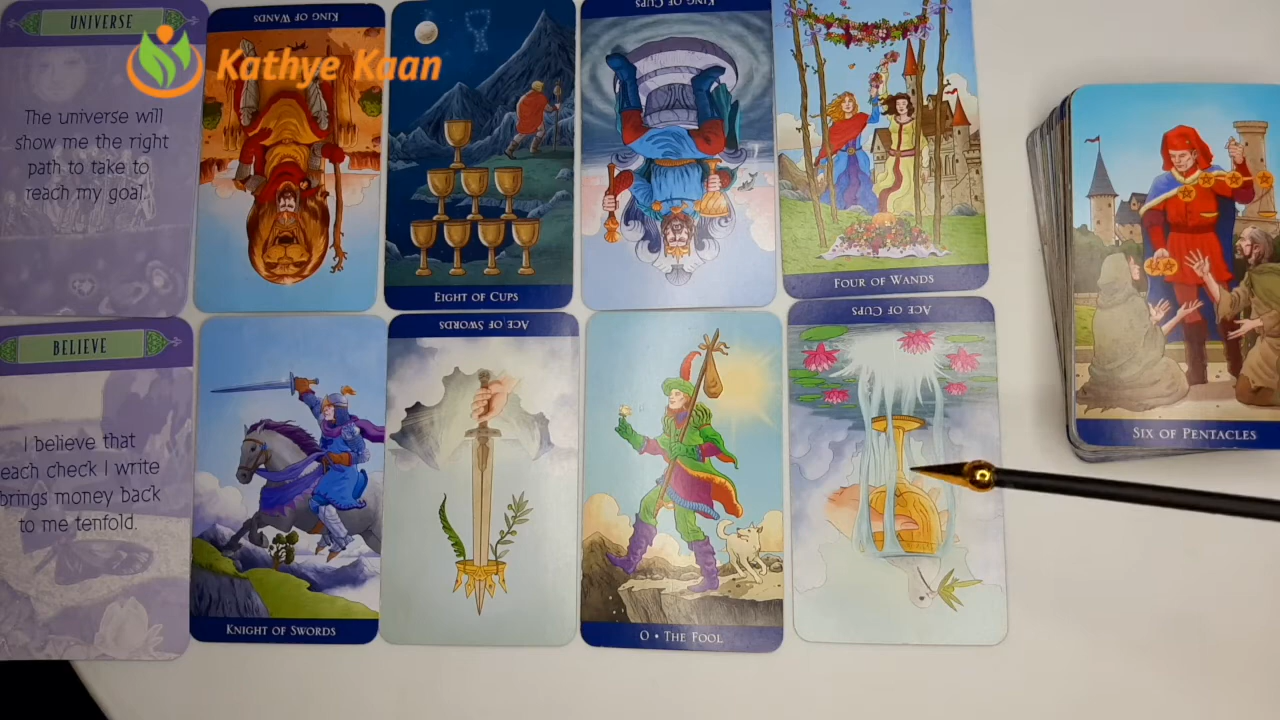 UNIVERSE
The universe will
show me the right
path to take to
reach my goal.
Kathye Kaan
KING OF WANDS
EIGHT OF CUPS
KING OF CUPS
FOUR OF WANDS
BELIEVE
I believe that
each check I write
brings money back
to me tenfold.
KNIGHT OF SWORDS
ACE OF SWORDS
0 • THE FOOL
ACE OF CUPS
SIX OF PENTACLES